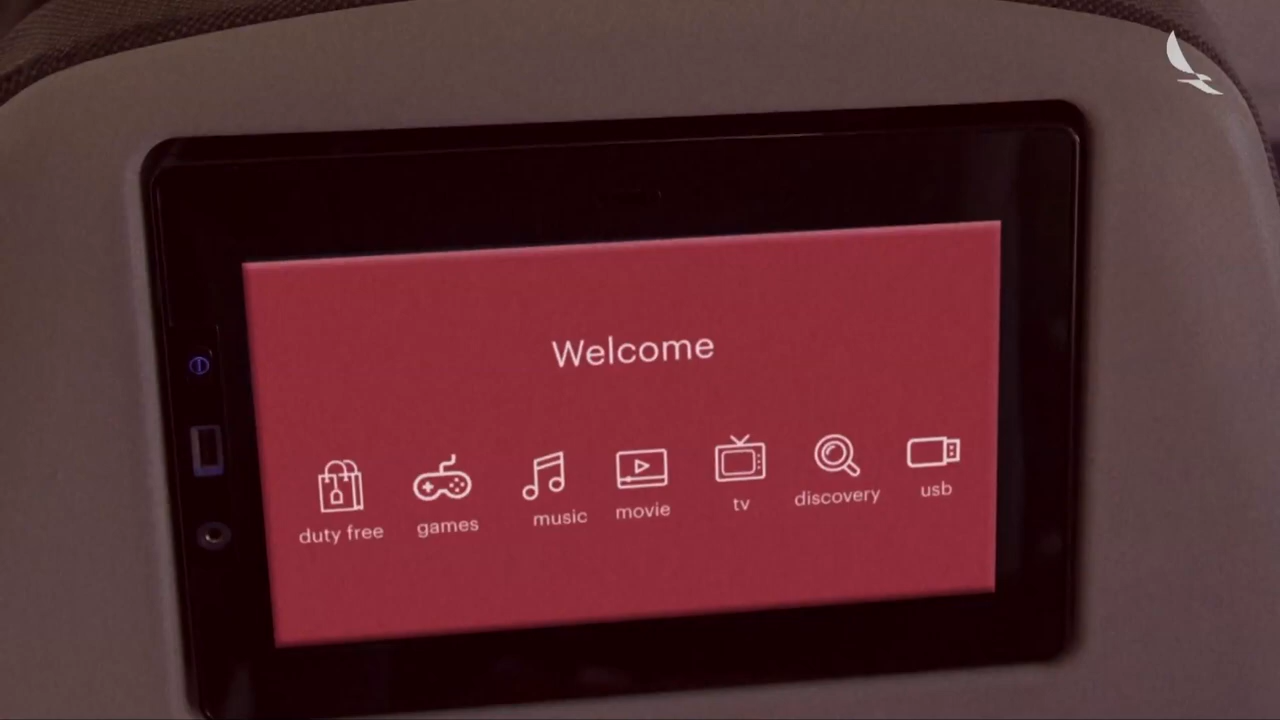 Welcome
duty free
games
music
movie
tv
discovery
usb